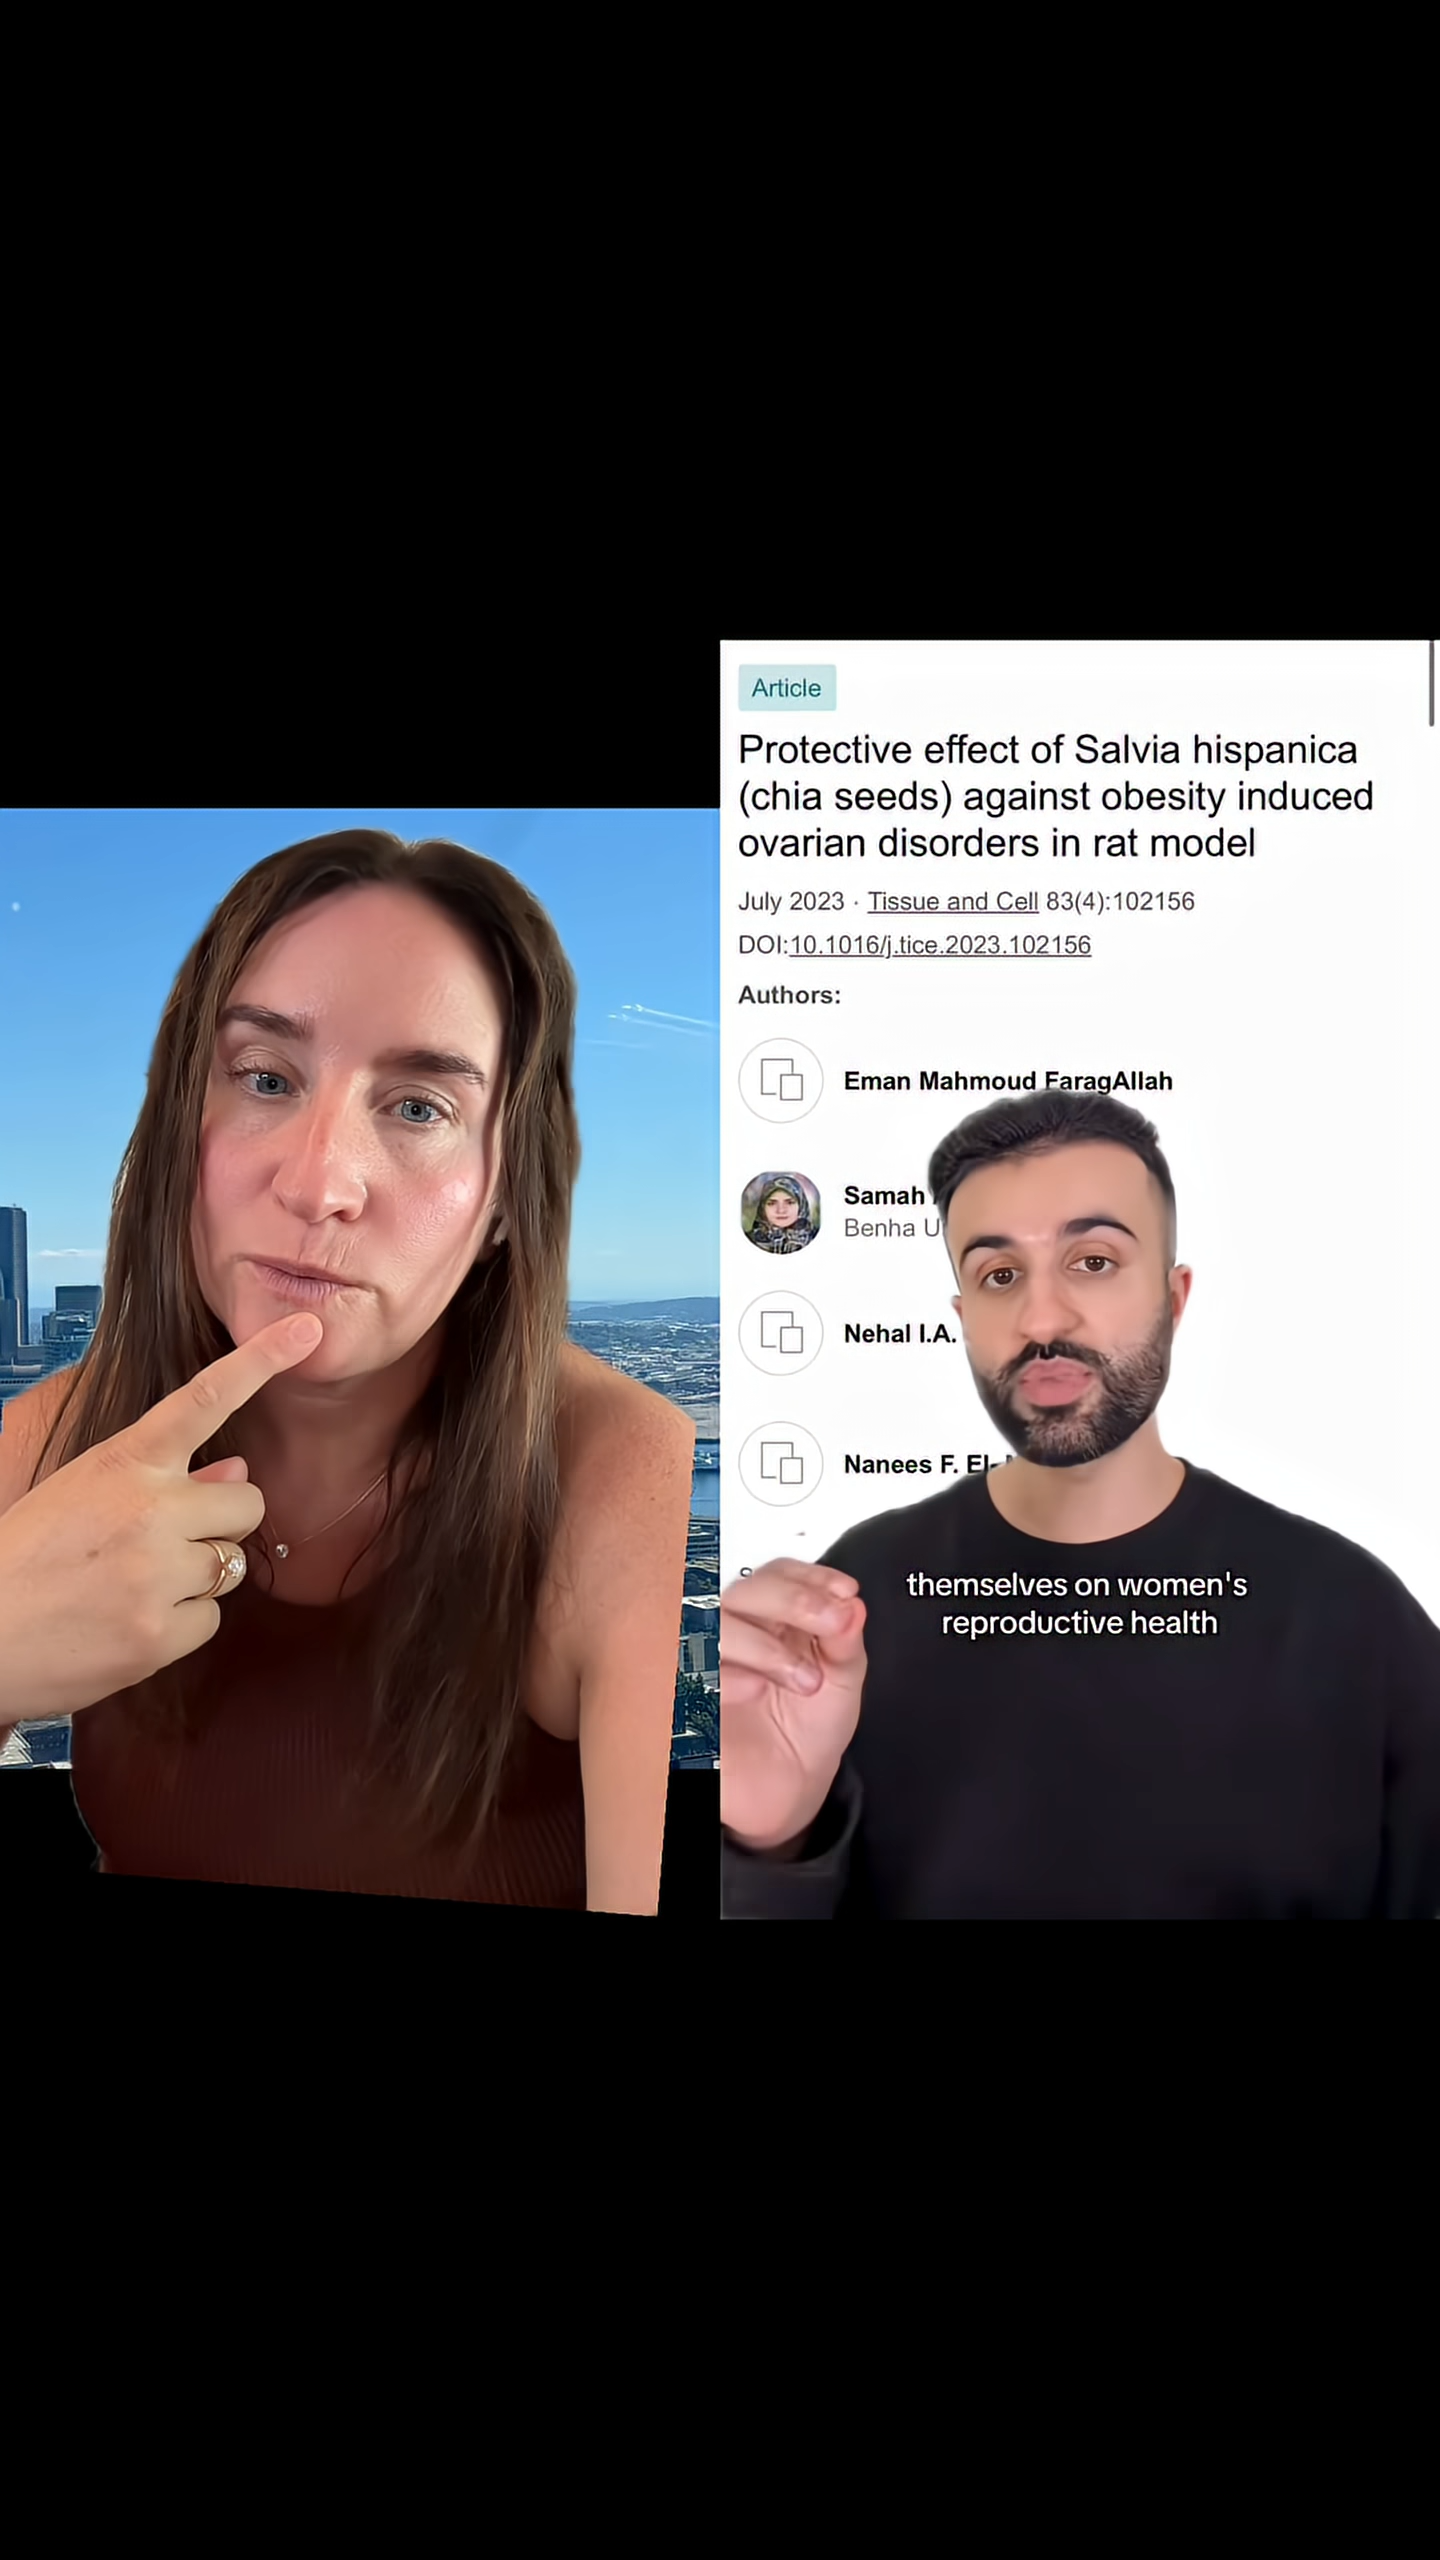 Article
Protective effect of Salvia hispanica
(chia seeds) against obesity induced
ovarian disorders in rat model
July 2023 · Tissue and Cell 83(4):102156
DOI:10.1016/j.tice.2023.102156
Authors:
Eman Mahmoud FaragAllah
Samah
Benha
Nehal I.A.
Nanees F. El-
themselves on women's
reproductive health